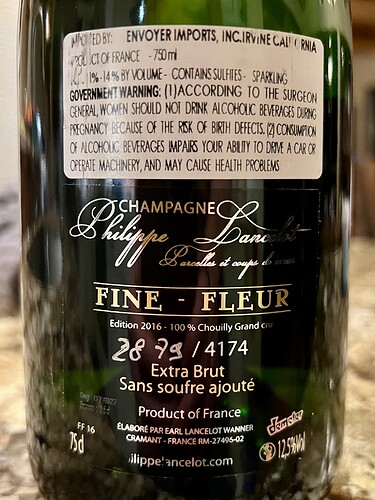 IMPORTED BY: ENVOYER IMPORTS, INC. IRVINE CALIFORNIA
PRODUCT OF FRANCE - 750ml
11% - 14% BY VOLUME - CONTAINS SULFITES - SPARKLING
GOVERNMENT WARNING: (1) ACCORDING TO THE SURGEON
GENERAL, WOMEN SHOULD NOT DRINK ALCOHOLIC BEVERAGES DURING
PREGNANCY BECAUSE OF THE RISK OF BIRTH DEFECTS. (2) CONSUMPTION
OF ALCOHOLIC BEVERAGES IMPAIRS YOUR ABILITY TO DRIVE A CAR OR
OPERATE MACHINERY, AND MAY CAUSE HEALTH PROBLEMS
CHAMPAGNE
Philippe Lancelot
Parcelles et coups de
FINE - FLEUR
Edition 2016 - 100 % Chouilly Grand cru
2879 / 4174
Extra Brut
Sans soufre ajouté
Product of France
ÉLABORÉ PAR EARL LANCELOT WANNER
CRAMANT - FRANCE RM-27496-02
FF 16
75cl
demeter
12,5%Vol
philippelancelot.com